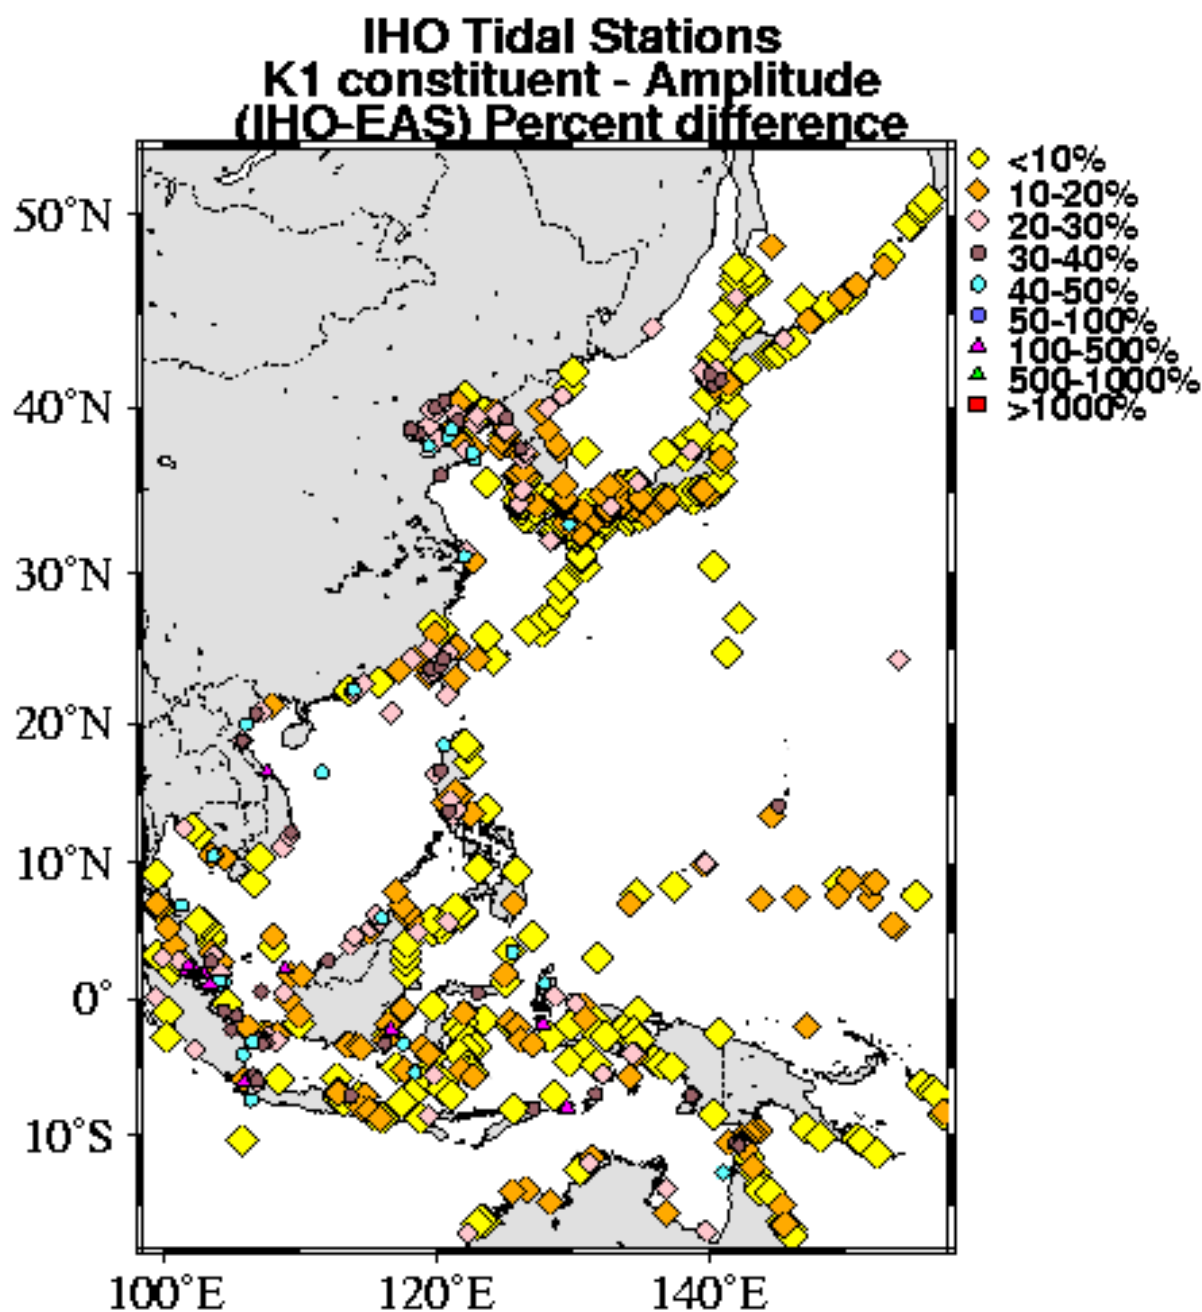 IHO Tidal Stations
K1 constituent - Amplitude
(IHO-EAS) Percent difference
<10%
10-20%
20-30%
30-40%
40-50%
50-100%
100-500%
500-1000%
>1000%
50˚N
40˚N
30˚N
20˚N
10˚N
0˚
10˚S
100˚E
120˚E
140˚E